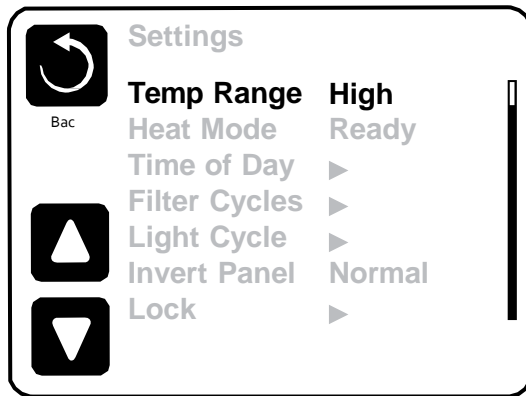 Settings
Temp Range High
Bac
Heat Mode Ready
Time of Day
Filter Cycles
Light Cycle
Invert Panel Normal
Lock